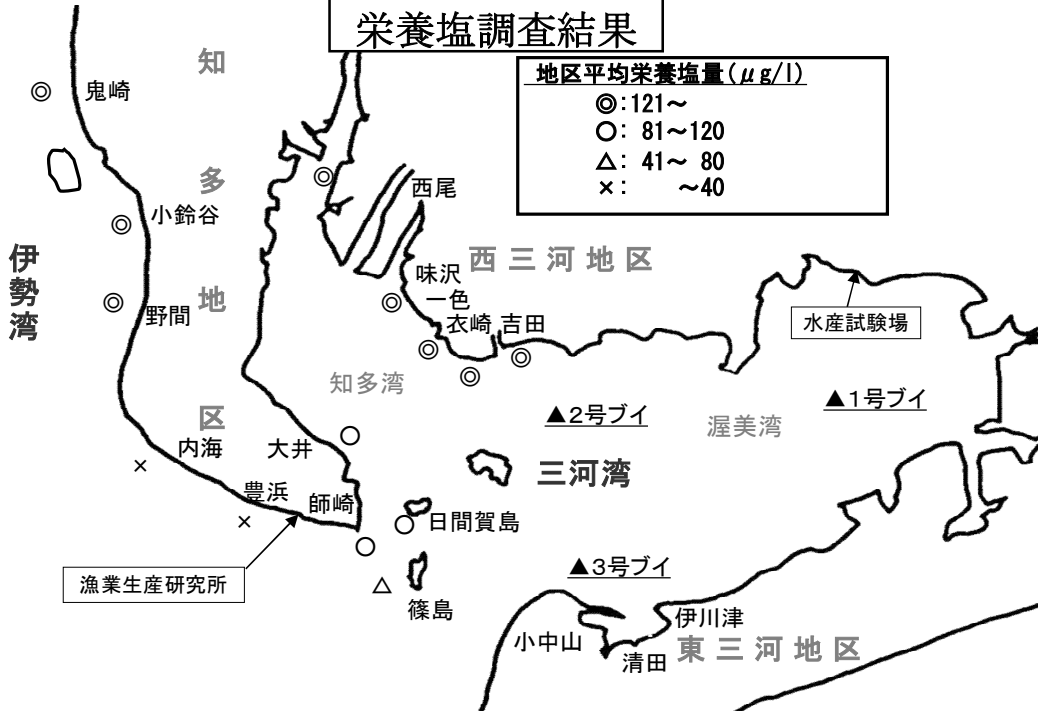 栄養塩調査結果
地区平均栄養塩量(μg/l)
◎:121~
○: 81~120
△: 41~ 80
×: ~40
知多地区
鬼崎
小鈴谷
伊勢湾
野間
西尾
西三河地区
味沢
一色
衣崎
吉田
水産試験場
知多湾
▲2号ブイ
▲1号ブイ
渥美湾
内海
大井
三河湾
豊浜
師崎
日間賀島
漁業生産研究所
▲3号ブイ
篠島
小中山
伊川津
清田
東三河地区